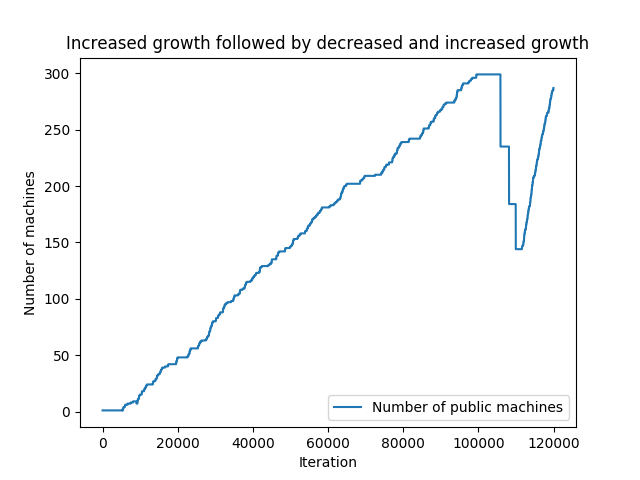 Increased growth followed by decreased and increased growth
Number of machines
300
250
200
150
100
50
0
Number of public machines
0 20000 40000 60000 80000 100000 120000
Iteration